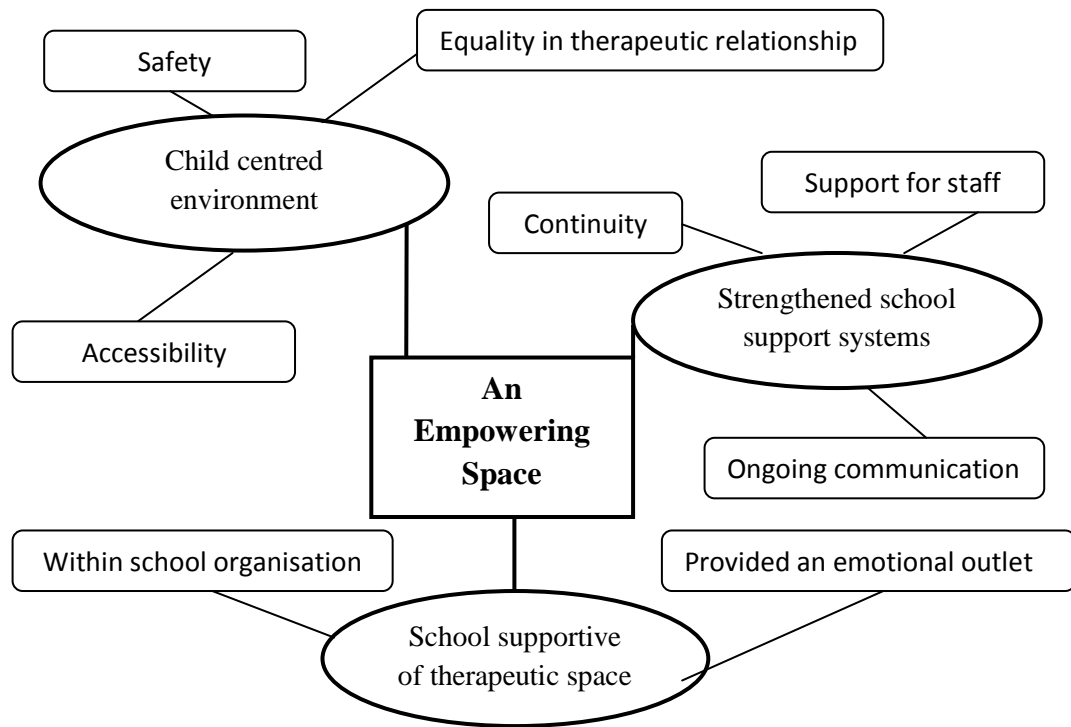 Equality in therapeutic relationship
Safety
Child centred
environment
Support for staff
Continuity
Strengthened school
support systems
Accessibility
An
Empowering
Space
Ongoing communication
Within school organisation
Provided an emotional outlet
School supportive
of therapeutic space